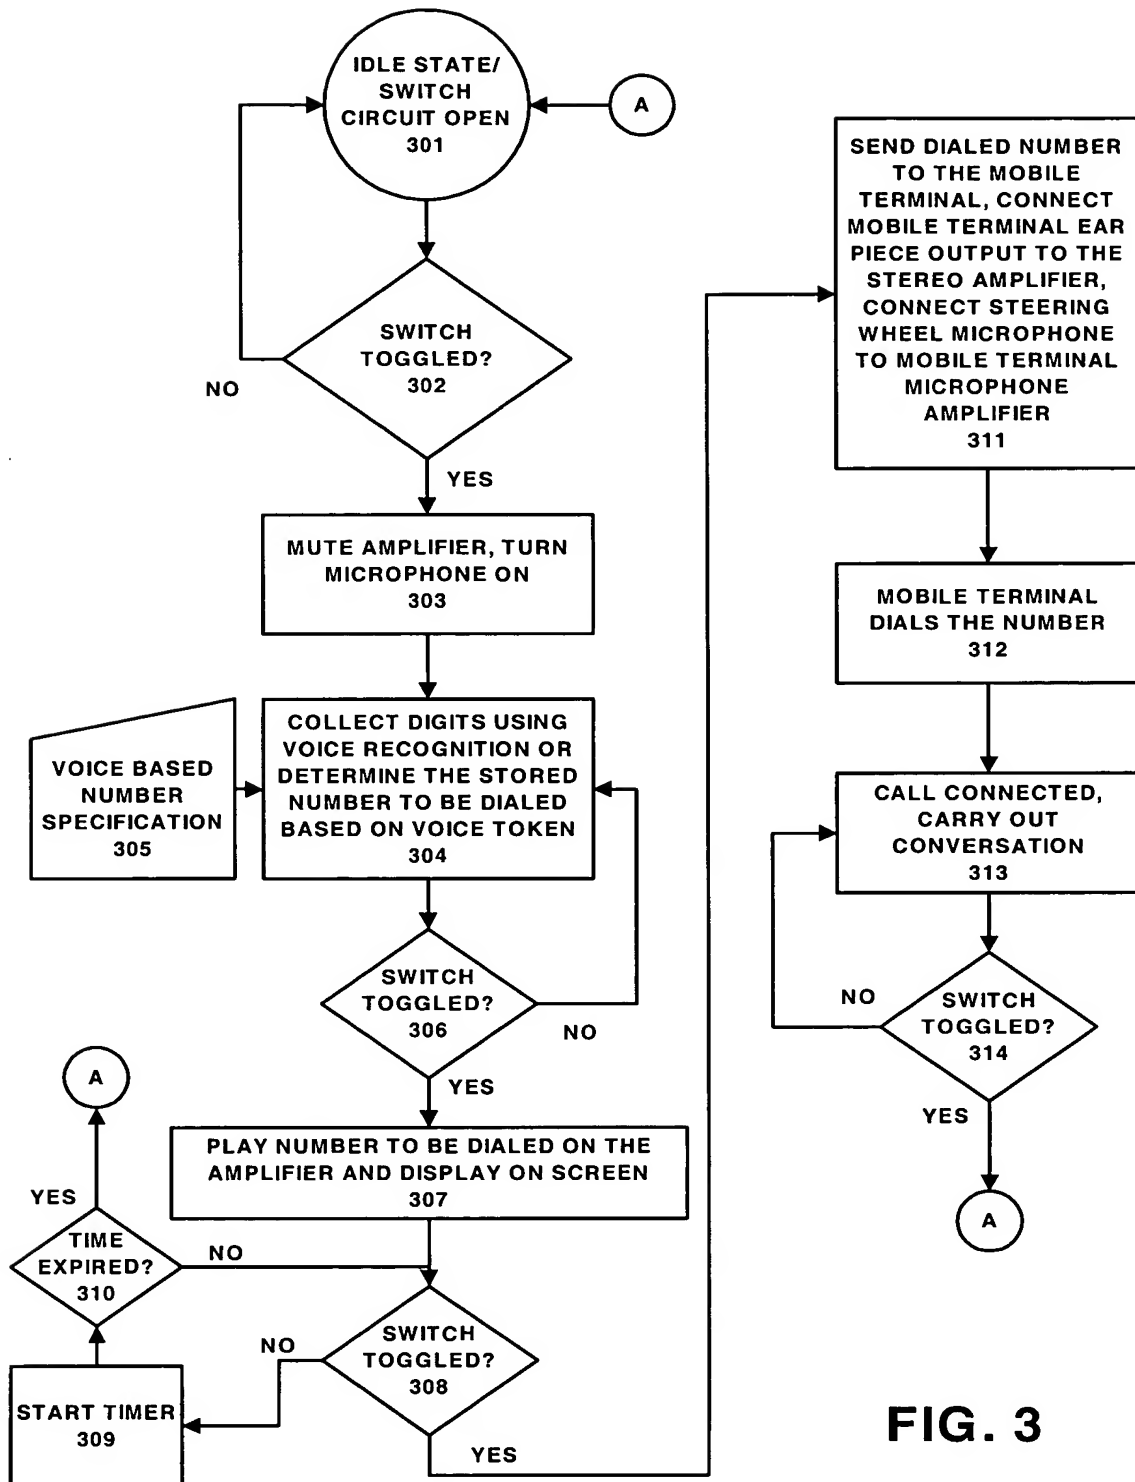 IDLE STATE/
SWITCH
CIRCUIT OPEN
301
A
SWITCH
TOGGLED?
302
NO
YES
MUTE AMPLIFIER, TURN
MICROPHONE ON
303
VOICE BASED
NUMBER
SPECIFICATION
305
COLLECT DIGITS USING
VOICE RECOGNITION OR
DETERMINE THE STORED
NUMBER TO BE DIALED
BASED ON VOICE TOKEN
304
SWITCH
TOGGLED?
306
NO
YES
PLAY NUMBER TO BE DIALED ON THE
AMPLIFIER AND DISPLAY ON SCREEN
307
A
YES
TIME
EXPIRED?
310
NO
SWITCH
TOGGLED?
308
NO
START TIMER
309
YES
SEND DIALED NUMBER
TO THE MOBILE
TERMINAL, CONNECT
MOBILE TERMINAL EAR
PIECE OUTPUT TO THE
STEREO AMPLIFIER,
CONNECT STEERING
WHEEL MICROPHONE
TO MOBILE TERMINAL
MICROPHONE
AMPLIFIER
311
MOBILE TERMINAL
DIALS THE NUMBER
312
CALL CONNECTED,
CARRY OUT
CONVERSATION
313
NO
SWITCH
TOGGLED?
314
YES
A
FIG. 3